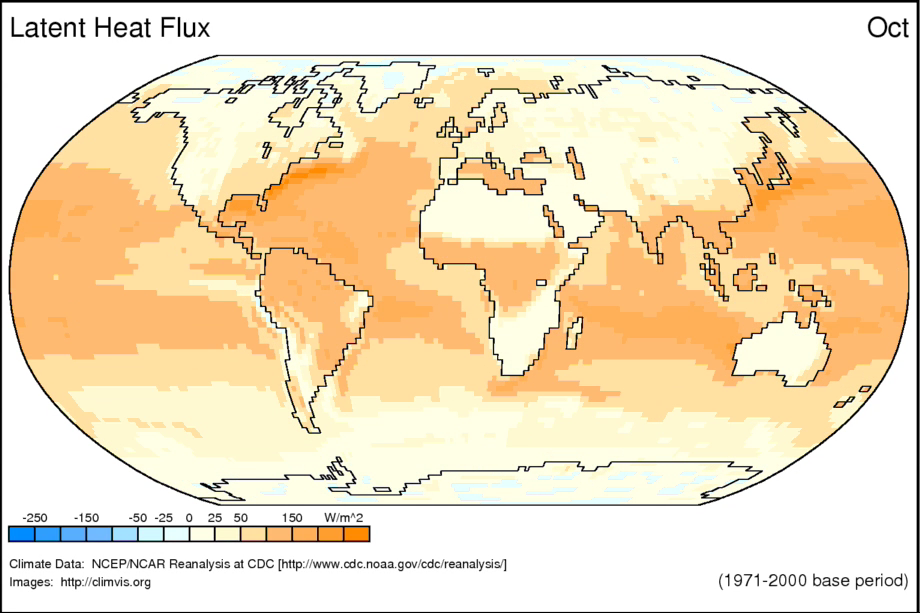 Latent Heat Flux
Oct
-250 -150 -50 -25 0 25 50 150 W/m^2
Climate Data: NCEP/NCAR Reanalysis at CDC [http://www.cdc.noaa.gov/cdc/reanalysis/]
Images: http://climvis.org
(1971-2000 base period)